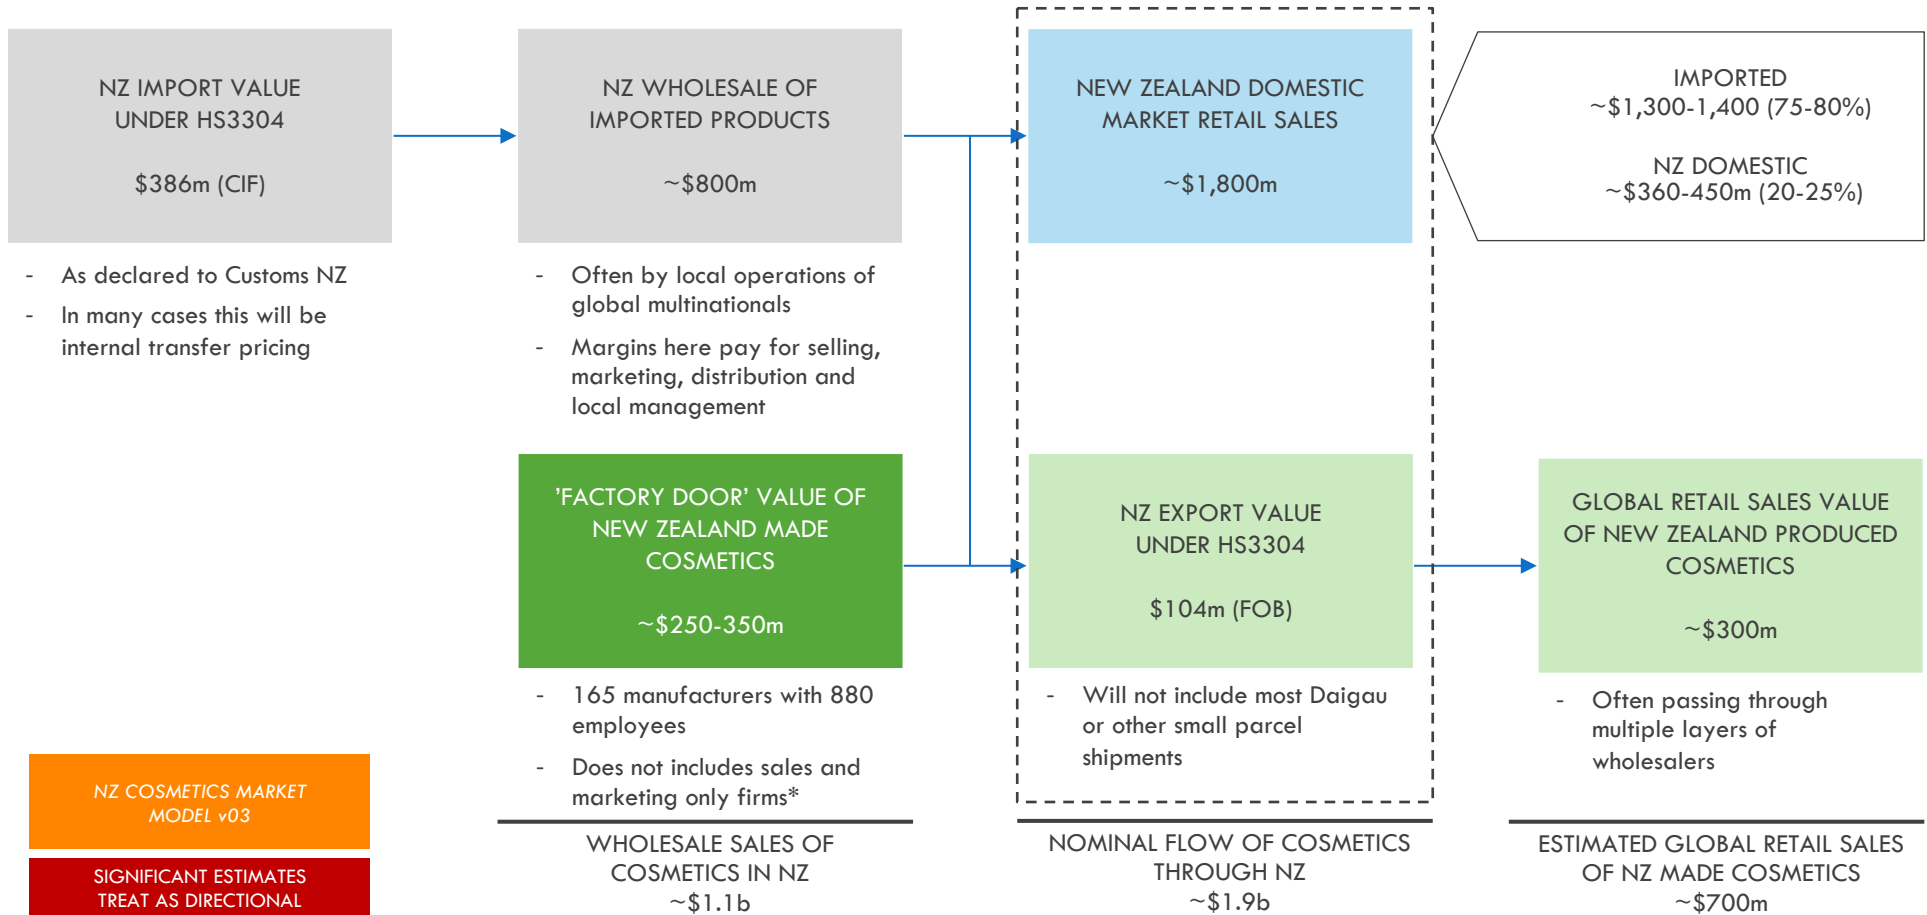 NZ IMPORT VALUE
UNDER HS3304
$386m (CIF)
- As declared to Customs NZ
- In many cases this will be
internal transfer pricing
NZ WHOLESALE OF
IMPORTED PRODUCTS
~$800m
- Often by local operations of
global multinationals
- Margins here pay for selling,
marketing, distribution and
local management
NEW ZEALAND DOMESTIC
MARKET RETAIL SALES
~$1,800m
IMPORTED
~$1,300-1,400 (75-80%)
NZ DOMESTIC
~$360-450m (20-25%)
'FACTORY DOOR' VALUE OF
NEW ZEALAND MADE
COSMETICS
~$250-350m
- 165 manufacturers with 880
employees
- Does not includes sales and
marketing only firms*
NZ EXPORT VALUE
UNDER HS3304
$104m (FOB)
- Will not include most Daigau
or other small parcel
shipments
GLOBAL RETAIL SALES VALUE
OF NEW ZEALAND PRODUCED
COSMETICS
~$300m
- Often passing through
multiple layers of
wholesalers
NZ COSMETICS MARKET
MODEL v03
SIGNIFICANT ESTIMATES
TREAT AS DIRECTIONAL
WHOLESALE SALES OF
COSMETICS IN NZ
~$1.1b
NOMINAL FLOW OF COSMETICS
THROUGH NZ
~$1.9b
ESTIMATED GLOBAL RETAIL SALES
OF NZ MADE COSMETICS
~$700m